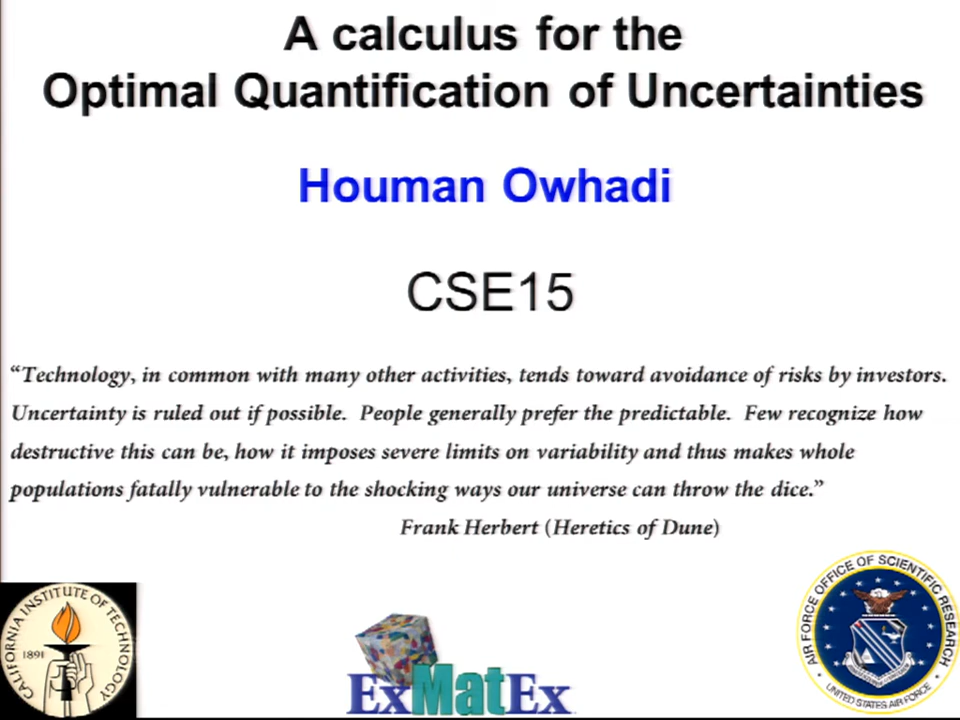 A calculus for the
Optimal Quantification of Uncertainties
Houman Owhadi
CSE15
“Technology, in common with many other activities, tends toward avoidance of risks by investors.
Uncertainty is ruled out if possible. People generally prefer the predictable. Few recognize how
destructive this can be, how it imposes severe limits on variability and thus makes whole
populations fatally vulnerable to the shocking ways our universe can throw the dice.”
Frank Herbert (Heretics of Dune)
CALIFORNIA INSTITUTE OF TECHNOLOGY
1891
ExMatEx
AIR FORCE OFFICE OF SCIENTIFIC RESEARCH
UNITED STATES AIR FORCE